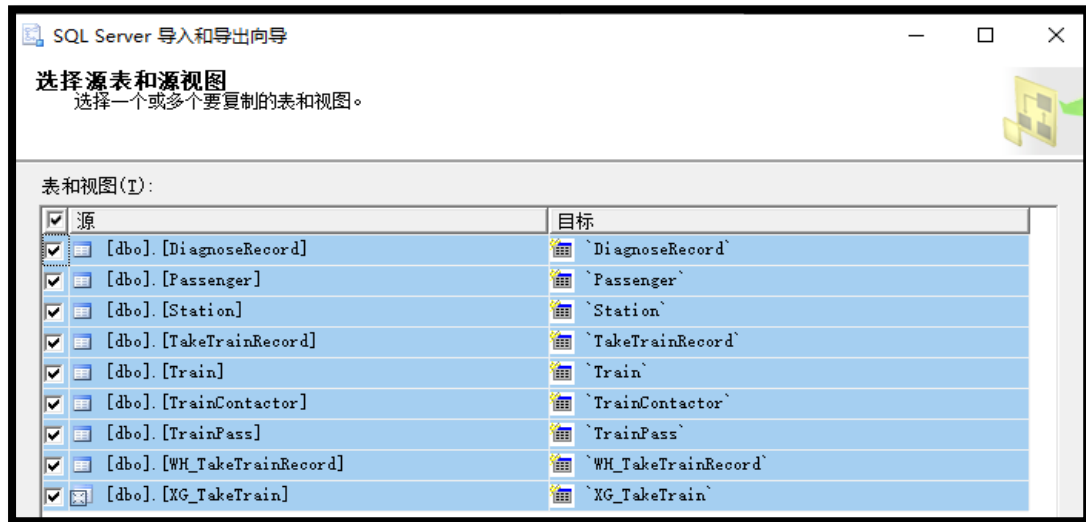 SQL Server 导入和导出向导
选择源表和源视图
选择一个或多个要复制的表和视图。
表和视图(T):
源 目标
[dbo].[DiagnoseRecord] `DiagnoseRecord`
[dbo].[Passenger] `Passenger`
[dbo].[Station] `Station`
[dbo].[TakeTrainRecord] `TakeTrainRecord`
[dbo].[Train] `Train`
[dbo].[TrainContactor] `TrainContactor`
[dbo].[TrainPass] `TrainPass`
[dbo].[WH_TakeTrainRecord] `WH_TakeTrainRecord`
[dbo].[XG_TakeTrain] `XG_TakeTrain`